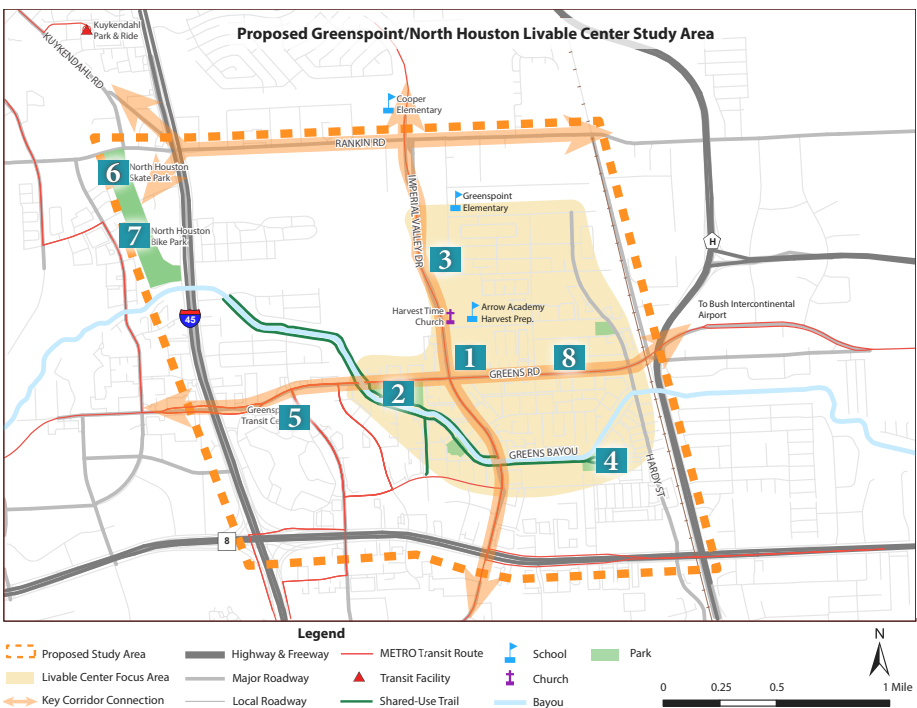 Proposed Greenspoint/North Houston Livable Center Study Area
Kuykendahl
Park & Ride
KUYKENDAHL RD
Cooper
Elementary
RANKIN RD
6
North Houston
Skate Park
IMPERIAL VALLEY DR
Greenspoint
Elementary
7
North Houston
Bike Park
H
3
45
Harvest Time
Church
Arrow Academy
Harvest Prep.
To Bush Intercontinental
Airport
1
8
GREENS RD
2
5
Transit
GREENS BAYOU
4
HARDY ST
8
Legend
Proposed Study Area
Livable Center Focus Area
Key Corridor Connection
Highway & Freeway
Major Roadway
Local Roadway
METRO Transit Route
Transit Facility
Shared-Use Trail
School
Church
Bayou
Park
N
0 0.25 0.5 1 Mile